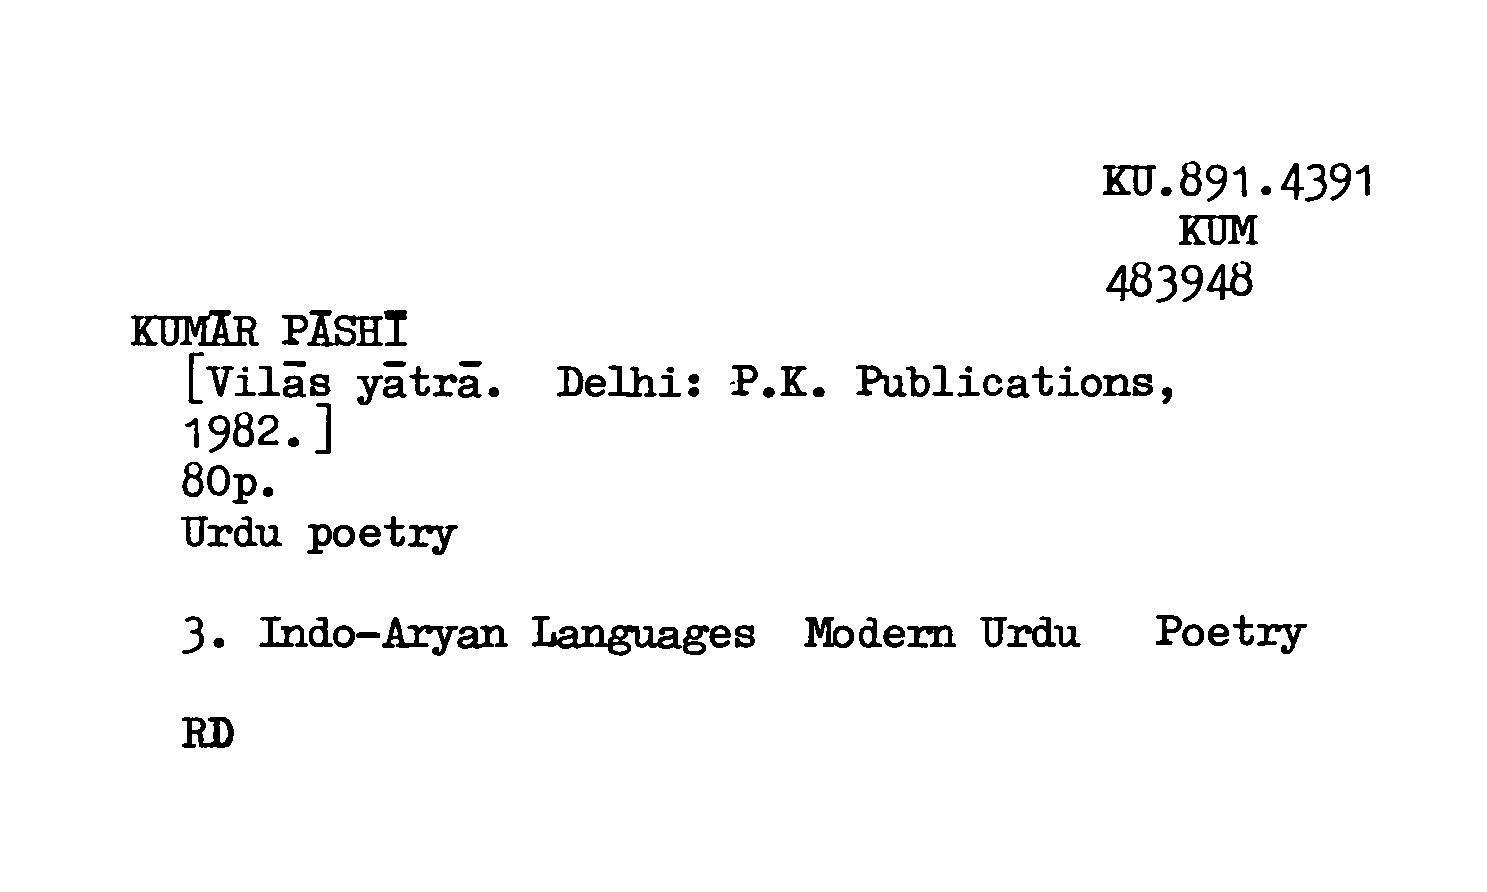 KU.891.4391
KUM
483948
KUMĀR PĀSHĪ
[Vilās yātrā. Delhi: P.K. Publications,
1982.]
80p.
Urdu poetry
3. Indo-Aryan Languages Modern Urdu Poetry
RD